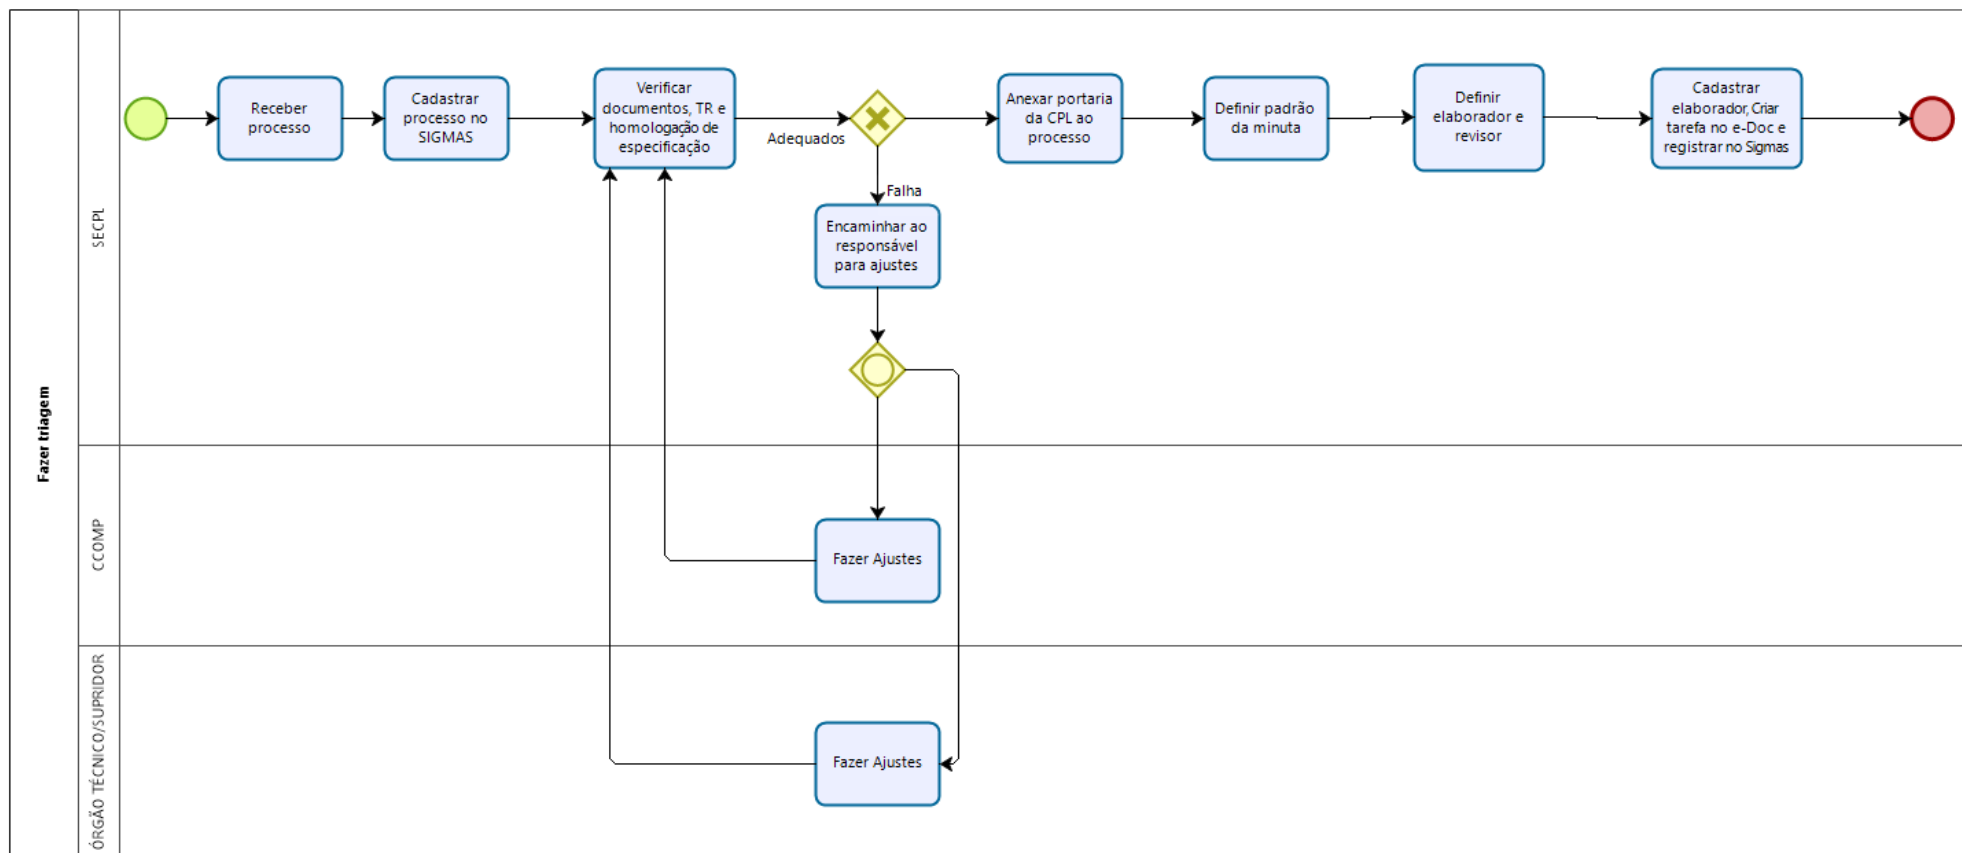 Fazer triagem
SECPL
Receber
processo
Cadastrar
processo no
SIGMAS
Verificar
documentos, TR e
homologação de
especificação
Adequados
Anexar portaria
da CPL ao
processo
Definir padrão
da minuta
Definir
elaborador e
revisor
Cadastrar
elaborador, Criar
tarefa no e-Doc e
registrar no Sigmas
Falha
Encaminhar ao
responsável
para ajustes
CCOMP
Fazer Ajustes
ÓRGÃO TÉCNICO/SUPRIDOR
Fazer Ajustes